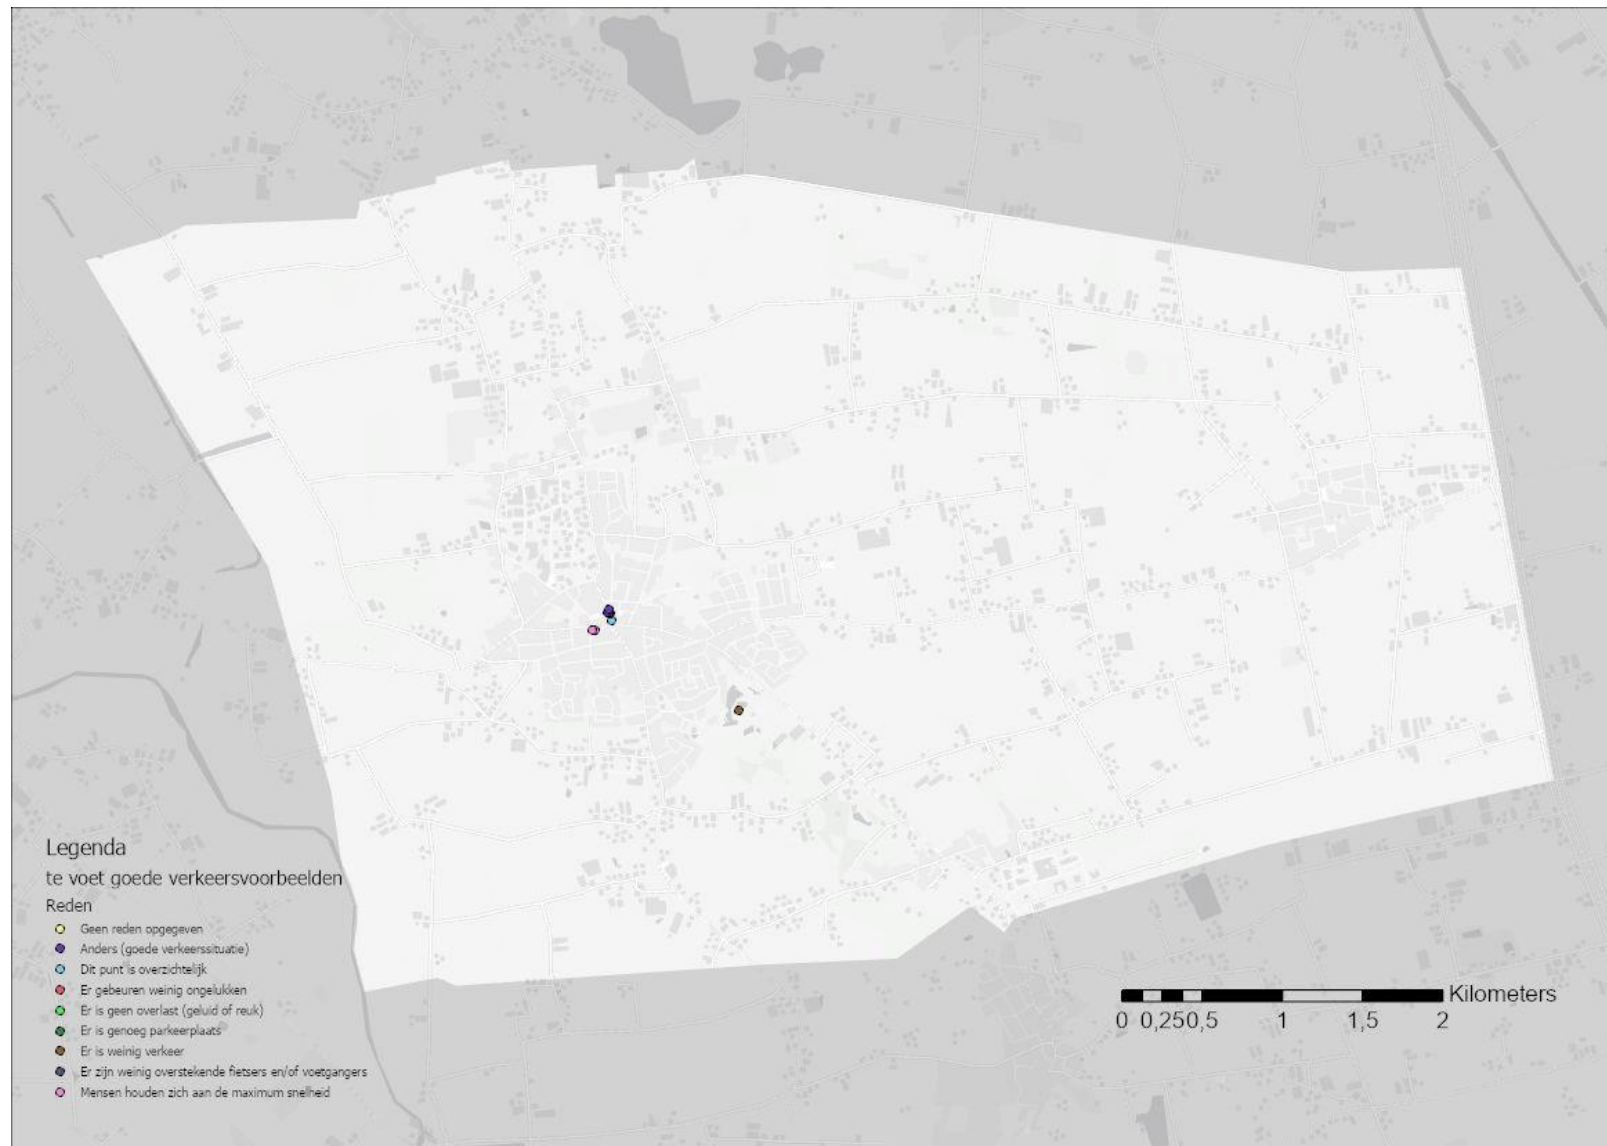 Legenda
te voet goede verkeersvoorbeelden
Reden
Geen reden opgegeven
Anders (goede verkeerssituatie)
Dit punt is overzichtelijk
Er gebeuren weinig ongelukken
Er is geen overlast (geluid of reuk)
Er is genoeg parkeerplaats
Er is weinig verkeer
Er zijn weinig overstekende fietsers en/of voetgangers
Mensen houden zich aan de maximum snelheid
Kilometers
0 0,25 0,5 1 1,5 2